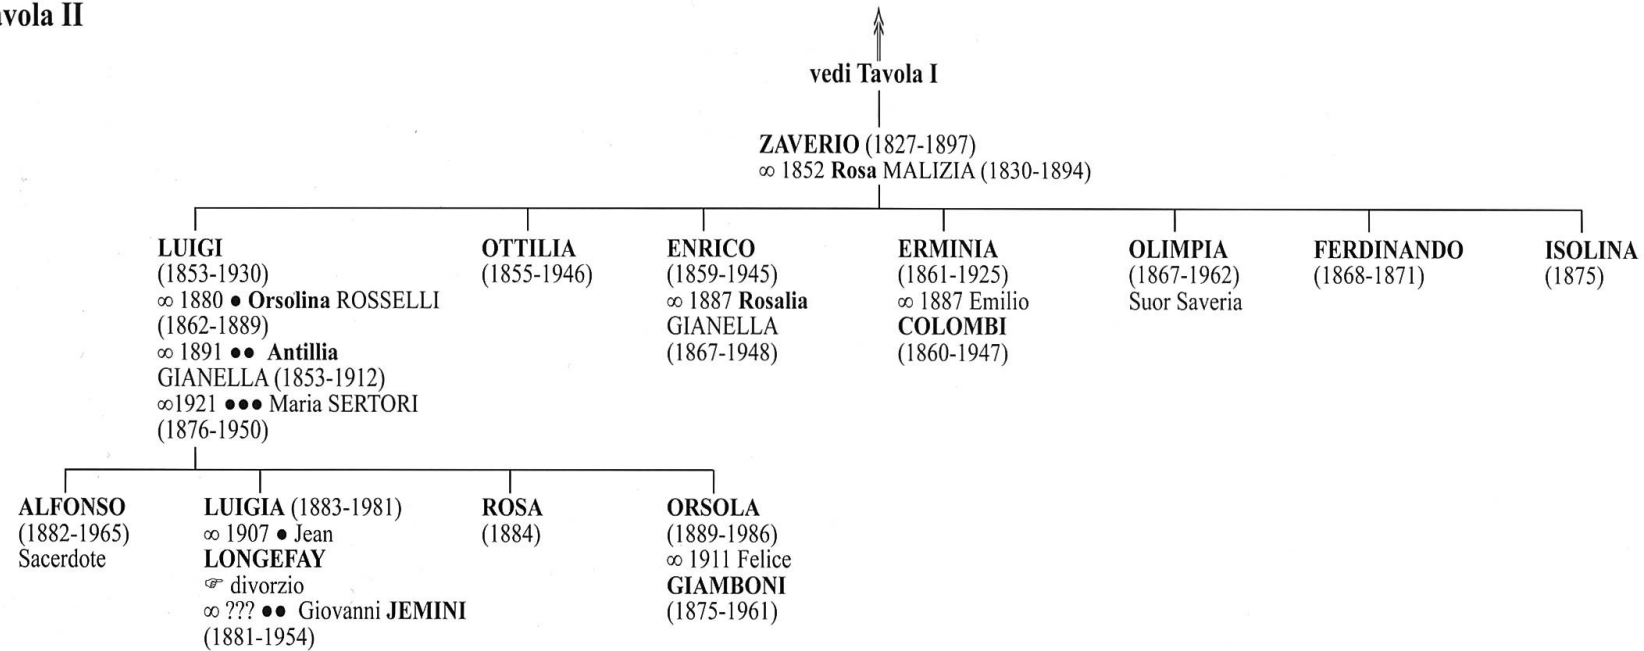 avola II
vedi Tavola I
ZAVERIO (1827-1897)
∞ 1852 Rosa MALIZIA (1830-1894)
LUIGI
(1853-1930)
∞ 1880 ● Orsolina ROSSELLI
(1862-1889)
∞ 1891 ●● Antillia
GIANELLA (1853-1912)
∞1921 ●●● Maria SERTORI
(1876-1950)
OTTILIA
(1855-1946)
ENRICO
(1859-1945)
∞ 1887 Rosalia
GIANELLA
(1867-1948)
ERMINIA
(1861-1925)
∞ 1887 Emilio
COLOMBI
(1860-1947)
OLIMPIA
(1867-1962)
Suor Saveria
FERDINANDO
(1868-1871)
ISOLINA
(1875)
ALFONSO
(1882-1965)
Sacerdote
LUIGIA (1883-1981)
∞ 1907 ● Jean
LONGEFAY
☞ divorzio
∞ ??? ●● Giovanni JEMINI
(1881-1954)
ROSA
(1884)
ORSOLA
(1889-1986)
∞ 1911 Felice
GIAMBONI
(1875-1961)